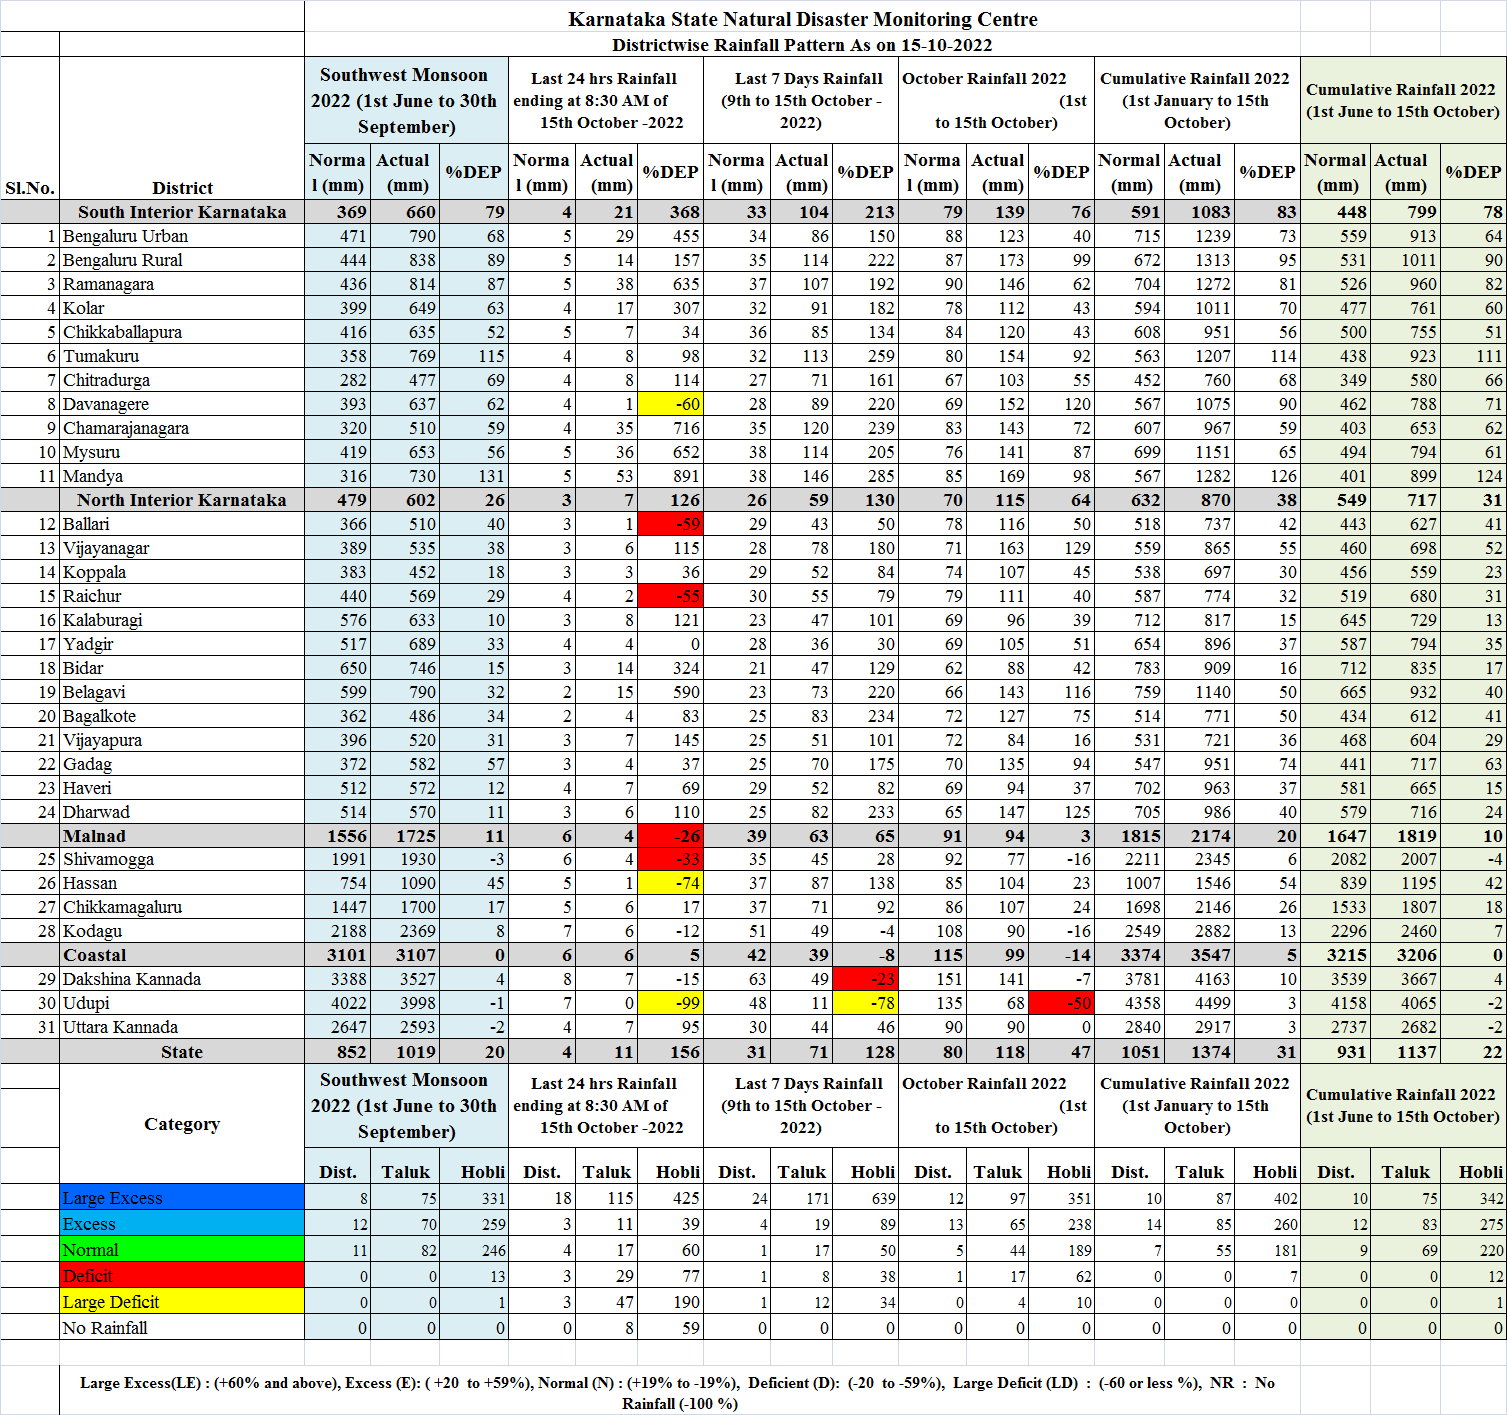 Karnataka State Natural Disaster Monitoring Centre
Districtwise Rainfall Pattern As on 15-10-2022
Sl.No. District
Southwest Monsoon 2022 (1st June to 30th September) Last 24 hrs Rainfall ending at 8:30 AM of 15th October -2022 Last 7 Days Rainfall (9th to 15th October - 2022) October Rainfall 2022 (1st to 15th October) Cumulative Rainfall 2022 (1st January to 15th October) Cumulative Rainfall 2022 (1st June to 15th October)
Normal (mm) Actual (mm) %DEP Normal (mm) Actual (mm) %DEP Normal (mm) Actual (mm) %DEP Normal (mm) Actual (mm) %DEP Normal (mm) Actual (mm) %DEP Normal (mm) Actual (mm) %DEP
South Interior Karnataka 369 660 79 4 21 368 33 104 213 79 139 76 591 1083 83 448 799 78
1 Bengaluru Urban 471 790 68 5 29 455 34 86 150 88 123 40 715 1239 73 559 913 64
2 Bengaluru Rural 444 838 89 5 14 157 35 114 222 87 173 99 672 1313 95 531 1011 90
3 Ramanagara 436 814 87 5 38 635 37 107 192 90 146 62 704 1272 81 526 960 82
4 Kolar 399 649 63 4 17 307 32 91 182 78 112 43 594 1011 70 477 761 60
5 Chikkaballapura 416 635 52 5 7 34 36 85 134 84 120 43 608 951 56 500 755 51
6 Tumakuru 358 769 115 4 8 98 32 113 259 80 154 92 563 1207 114 438 923 111
7 Chitradurga 282 477 69 4 8 114 27 71 161 67 103 55 452 760 68 349 580 66
8 Davanagere 393 637 62 4 1 -60 28 89 220 69 152 120 567 1075 90 462 788 71
9 Chamarajanagara 320 510 59 4 35 716 35 120 239 83 143 72 607 967 59 403 653 62
10 Mysuru 419 653 56 5 36 652 38 114 205 76 141 87 699 1151 65 494 794 61
11 Mandya 316 730 131 5 53 891 38 146 285 85 169 98 567 1282 126 401 899 124
North Interior Karnataka 479 602 26 3 7 126 26 59 130 70 115 64 632 870 38 549 717 31
12 Ballari 366 510 40 3 1 -59 29 43 50 78 116 50 518 737 42 443 627 41
13 Vijayanagar 389 535 38 3 6 115 28 78 180 71 163 129 559 865 55 460 698 52
14 Koppala 383 452 18 3 3 36 29 52 84 74 107 45 538 697 30 456 559 23
15 Raichur 440 569 29 4 2 -55 30 55 79 79 111 40 587 774 32 519 680 31
16 Kalaburagi 576 633 10 3 8 121 23 47 101 69 96 39 712 817 15 645 729 13
17 Yadgir 517 689 33 4 4 0 28 36 30 69 105 51 654 896 37 587 794 35
18 Bidar 650 746 15 3 14 324 21 47 129 62 88 42 783 909 16 712 835 17
19 Belagavi 599 790 32 2 15 590 23 73 220 66 143 116 759 1140 50 665 932 40
20 Bagalkote 362 486 34 2 4 83 25 83 234 72 127 75 514 771 50 434 612 41
21 Vijayapura 396 520 31 3 7 145 25 51 101 72 84 16 531 721 36 468 604 29
22 Gadag 372 582 57 3 4 37 25 70 175 70 135 94 547 951 74 441 717 63
23 Haveri 512 572 12 4 7 69 29 52 82 69 94 37 702 963 37 581 665 15
24 Dharwad 514 570 11 3 6 110 25 82 233 65 147 125 705 986 40 579 716 24
Malnad 1556 1725 11 6 4 -26 39 63 65 91 94 3 1815 2174 20 1647 1819 10
25 Shivamogga 1991 1930 -3 6 4 -33 35 45 28 92 77 -16 2211 2345 6 2082 2007 -4
26 Hassan 754 1090 45 5 1 -74 37 87 138 85 104 23 1007 1546 54 839 1195 42
27 Chikkamagaluru 1447 1700 17 5 6 17 37 71 92 86 107 24 1698 2146 26 1533 1807 18
28 Kodagu 2188 2369 8 7 6 -12 51 49 -4 108 90 -16 2549 2882 13 2296 2460 7
Coastal 3101 3107 0 6 6 5 42 39 -8 115 99 -14 3374 3547 5 3215 3206 0
29 Dakshina Kannada 3388 3527 4 8 7 -15 63 49 -23 151 141 -7 3781 4163 10 3539 3667 4
30 Udupi 4022 3998 -1 7 0 -99 48 11 -78 135 68 -50 4358 4499 3 4158 4065 -2
31 Uttara Kannada 2647 2593 -2 4 7 95 30 44 46 90 90 0 2840 2917 3 2737 2682 -2
State 852 1019 20 4 11 156 31 71 128 80 118 47 1051 1374 31 931 1137 22
Category
Southwest Monsoon 2022 (1st June to 30th September) Last 24 hrs Rainfall ending at 8:30 AM of 15th October -2022 Last 7 Days Rainfall (9th to 15th October - 2022) October Rainfall 2022 (1st to 15th October) Cumulative Rainfall 2022 (1st January to 15th October) Cumulative Rainfall 2022 (1st June to 15th October)
Dist. Taluk Hobli Dist. Taluk Hobli Dist. Taluk Hobli Dist. Taluk Hobli Dist. Taluk Hobli Dist. Taluk Hobli
Large Excess 8 75 331 18 115 425 24 171 639 12 97 351 10 87 402 10 75 342
Excess 12 70 259 3 11 39 4 19 89 13 65 238 14 85 260 12 83 275
Normal 11 82 246 4 17 60 1 17 50 5 44 189 7 55 181 9 69 220
Deficit 0 0 13 3 29 77 1 8 38 1 17 62 0 0 7 0 0 12
Large Deficit 0 0 1 3 47 190 1 12 34 0 4 10 0 0 0 0 0 1
No Rainfall 0 0 0 0 8 59 0 0 0 0 0 0 0 0 0 0 0 0
Large Excess(LE) : (+60% and above), Excess (E): ( +20 to +59%), Normal (N) : (+19% to -19%), Deficient (D): (-20 to -59%), Large Deficit (LD) : (-60 or less %), NR : No
Rainfall (-100 %)